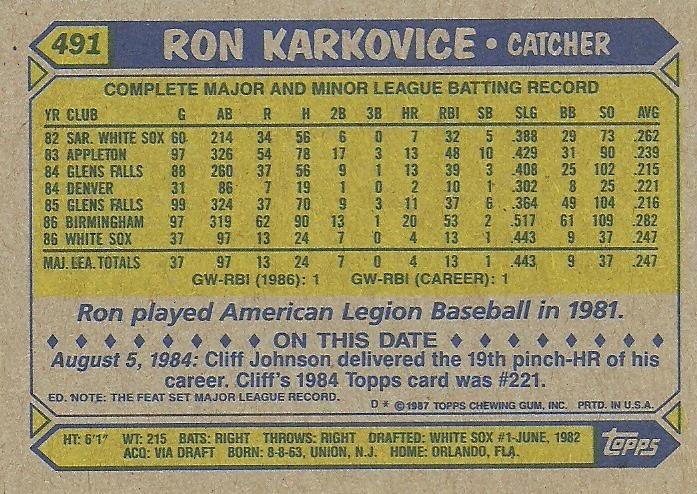 491 RON KARKOVICE • CATCHER
COMPLETE MAJOR AND MINOR LEAGUE BATTING RECORD
YR CLUB G AB R H 2B 3B HR RBI SB SLG BB SO AVG
82 SAR. WHITE SOX 60 214 34 56 6 0 7 32 5 .388 29 73 .262
83 APPLETON 97 326 54 78 17 3 13 48 10 .429 31 90 .239
84 GLENS FALLS 88 260 37 56 9 1 13 39 3 .408 25 102 .215
84 DENVER 31 86 7 19 1 0 2 10 1 .302 8 25 .221
85 GLENS FALLS 99 324 37 70 9 3 11 37 6 .364 49 104 .216
86 BIRMINGHAM 97 319 62 90 13 1 20 53 2 .517 61 109 .282
86 WHITE SOX 37 97 13 24 7 0 4 13 1 .443 9 37 .247
MAJ. LEA. TOTALS 37 97 13 24 7 0 4 13 1 .443 9 37 .247
GW-RBI (1986): 1 GW-RBI (CAREER): 1
Ron played American Legion Baseball in 1981.
♦ ♦ ♦ ♦ ♦ ♦ ♦ ♦ ♦ ON THIS DATE ♦ ♦ ♦ ♦ ♦ ♦ ♦ ♦ ♦
August 5, 1984: Cliff Johnson delivered the 19th pinch-HR of his
career. Cliff's 1984 Topps card was #221.
ED. NOTE: THE FEAT SET MAJOR LEAGUE RECORD. D* © 1987 TOPPS CHEWING GUM, INC. PRTD. IN U.S.A.
HT: 6'1" WT: 215 BATS: RIGHT THROWS: RIGHT DRAFTED: WHITE SOX #1-JUNE, 1982
ACQ: VIA DRAFT BORN: 8-8-63, UNION, N.J. HOME: ORLANDO, FLA.
topps